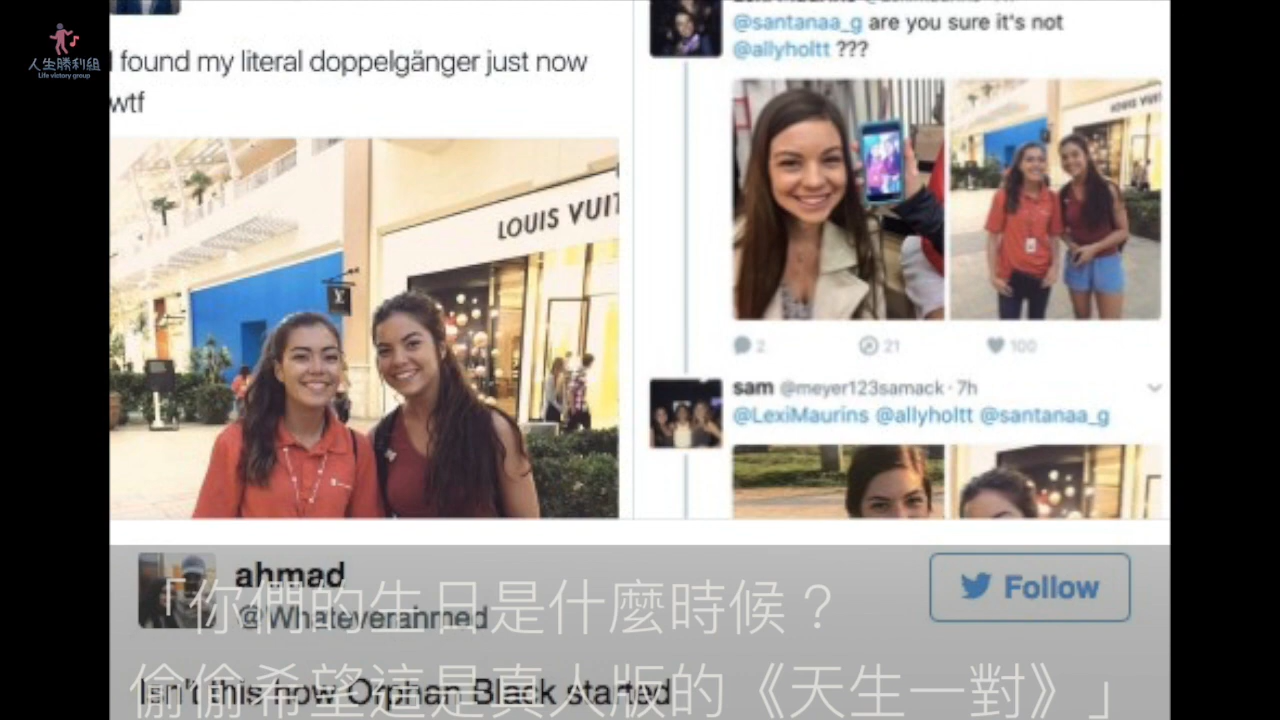 人生勝利組
Life victory group
I found my literal doppelgänger just now
wtf
LOUIS VUIT
@santanaa_g are you sure it's not
@allyholtt ???
LOUIS VUIT
2 21 100
sam @meyer123samack · 7h
@LexiMaurins @allyholtt @santanaa_g
ahmad
@Whateverahmed
Follow
Isn't this how Orphan Black started
「你們的生日是什麼時候？
偷偷希望這是真人版的《天生一對》」